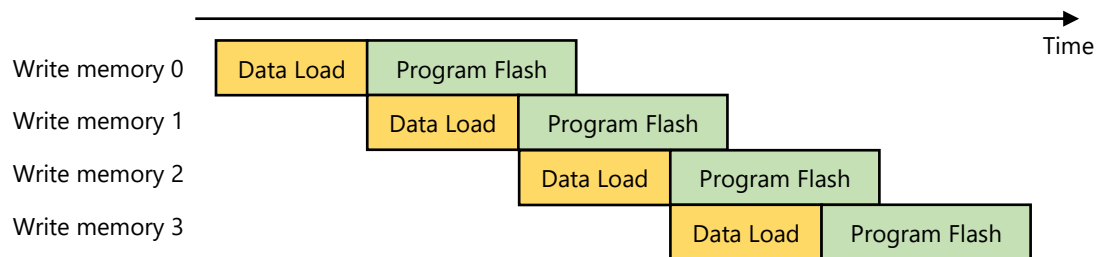 Time
Write memory 0 Data Load Program Flash
Write memory 1 Data Load Program Flash
Write memory 2 Data Load Program Flash
Write memory 3 Data Load Program Flash